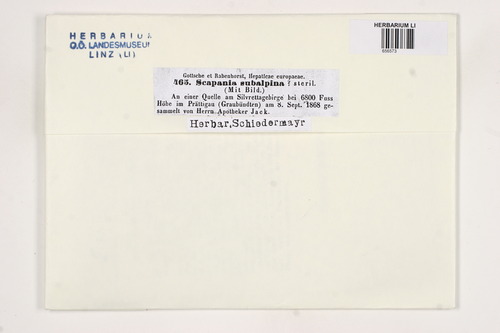 HERBARIUM
O.Ö. LANDESMUSEUM
LINZ (LI)
HERBARIUM LI
Gottsche et Rabenhorst, Hepaticae europaeae.
465. Scapania subalpina ? steril.
(Mit Bild.)
An einer Quelle am Silvrettagebirge bei 6800 Fuss
Höhe im Prättigau (Graubündten) am 8. Sept. 1868 ge-
sammelt von Herrn Apotheker Jack.
Herbar, Schiedermayr